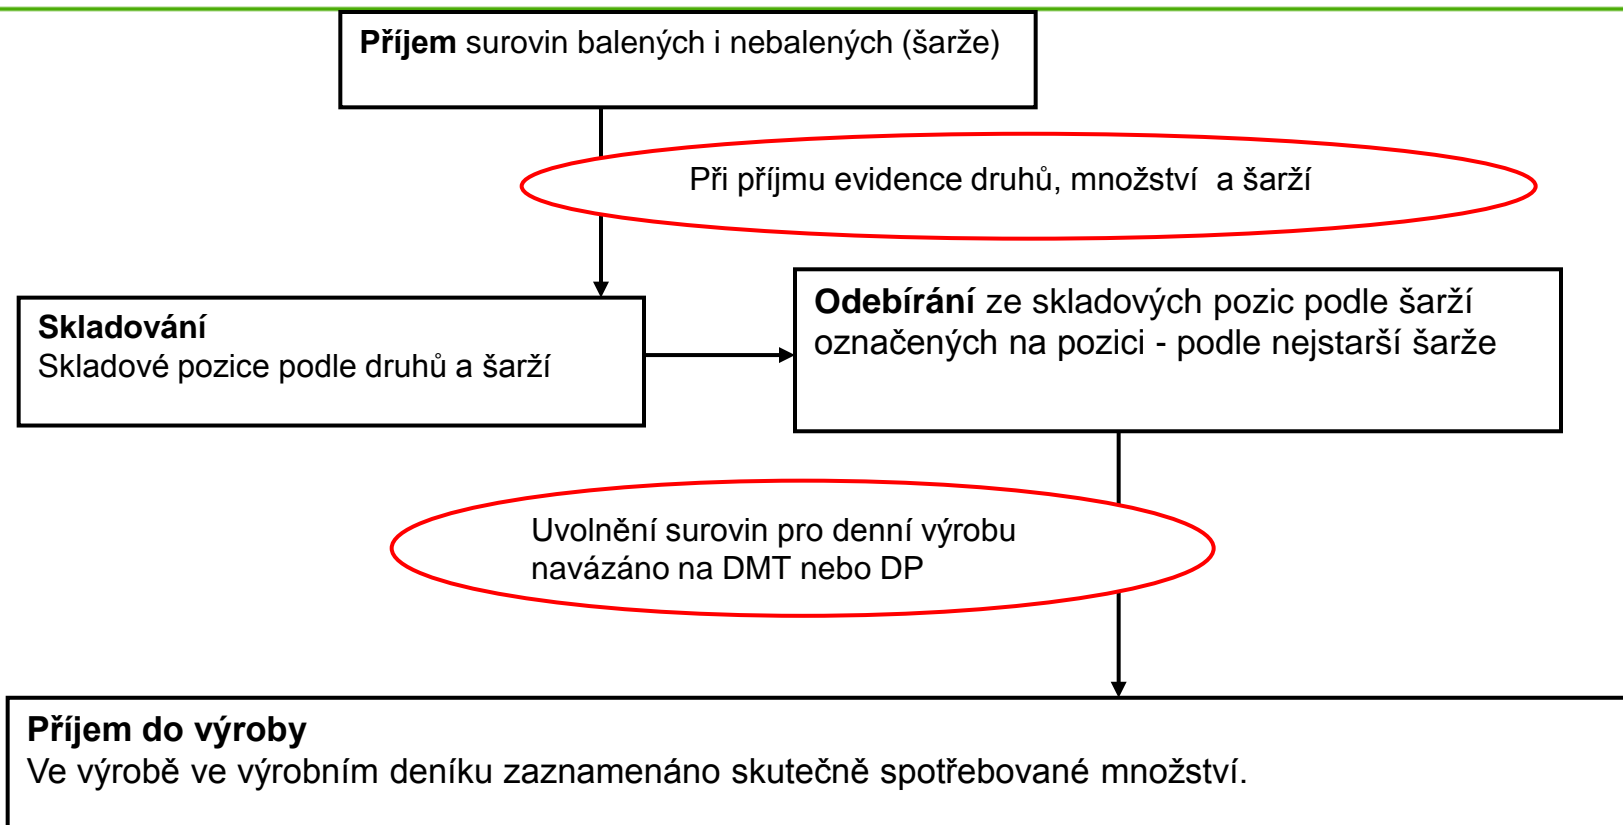 Příjem surovin balených i nebalených (šarže)
Při příjmu evidence druhů, množství  a šarží
Skladování
Skladové pozice podle druhů a šarží
Odebírání ze skladových pozic podle šarží
označených na pozici - podle nejstarší šarže
Uvolnění surovin pro denní výrobu
navázáno na DMT nebo DP
Příjem do výroby
Ve výrobě ve výrobním deníku zaznamenáno skutečně spotřebované množství.